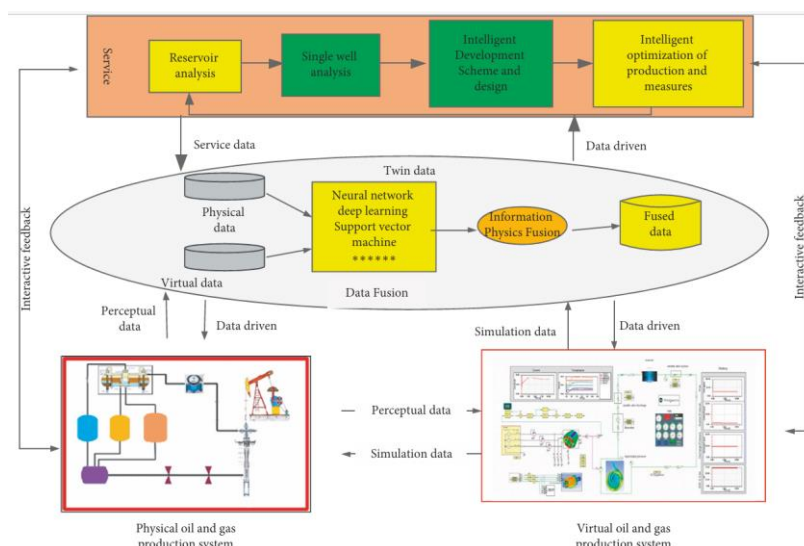 Service
Reservoir
analysis
Single well
analysis
Intelligent
Development
Scheme and
design
Intelligent
optimization of
production and
measures
Service data
Data driven
Twin data
Physical
data
Virtual data
Neural network
deep learning
Support vector
machine
******
Information
Physics Fusion
Fused
data
Data Fusion
Interactive feedback
Interactive feedback
Perceptual
data
Data driven
Simulation data
Data driven
Perceptual data
Simulation data
Physical oil and gas
production system
Virtual oil and gas
production system